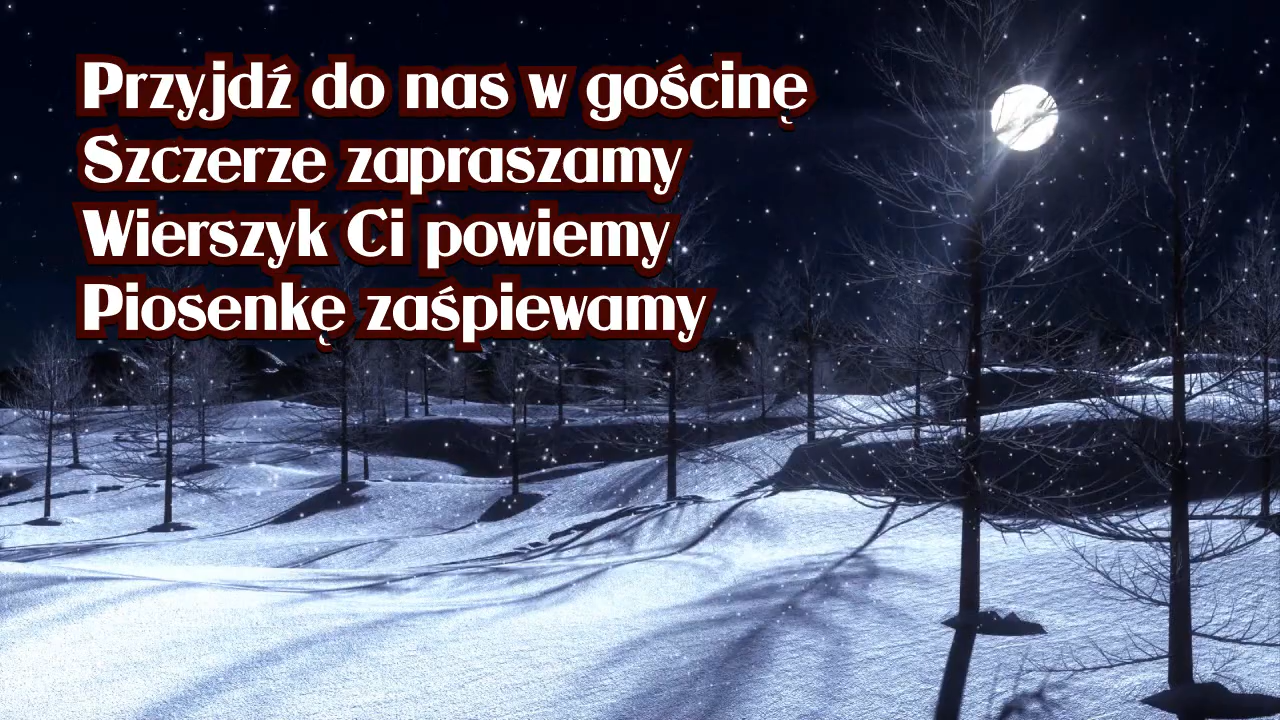 Przyjdź do nas w gościnę
Szczerze zapraszamy
Wierszyk Ci powiemy
Piosenkę zaśpiewamy